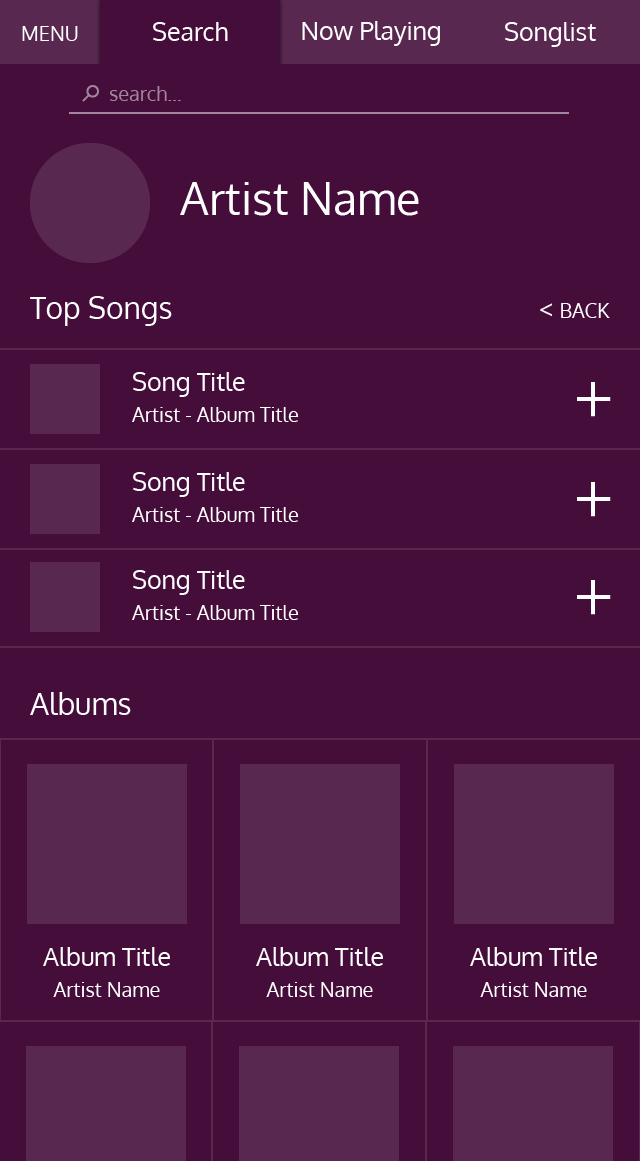 MENU Search Now Playing Songlist
search...
Artist Name
Top Songs < BACK
Song Title
Artist - Album Title
Song Title
Artist - Album Title
Song Title
Artist - Album Title
Albums
Album Title Album Title Album Title
Artist Name Artist Name Artist Name